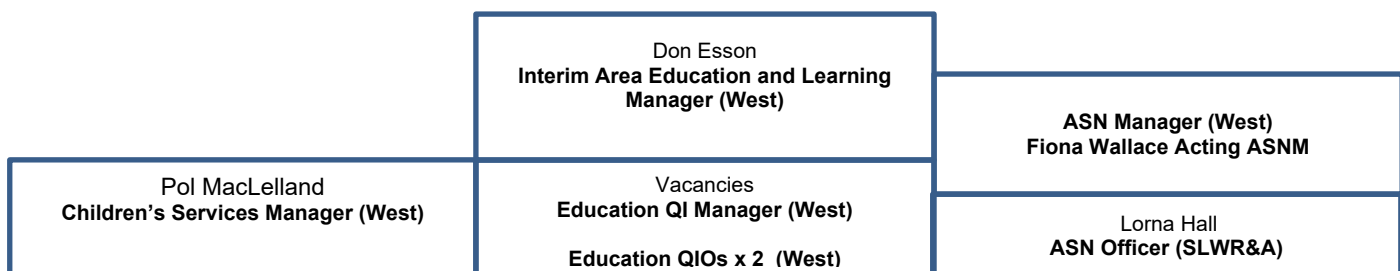 Don Esson
Interim Area Education and Learning
Manager (West)
ASN Manager (West)
Fiona Wallace Acting ASNM
Pol MacLelland
Children’s Services Manager (West)
Vacancies
Education QI Manager (West)
Education QIOs x 2 (West)
Lorna Hall
ASN Officer (SLWR&A)